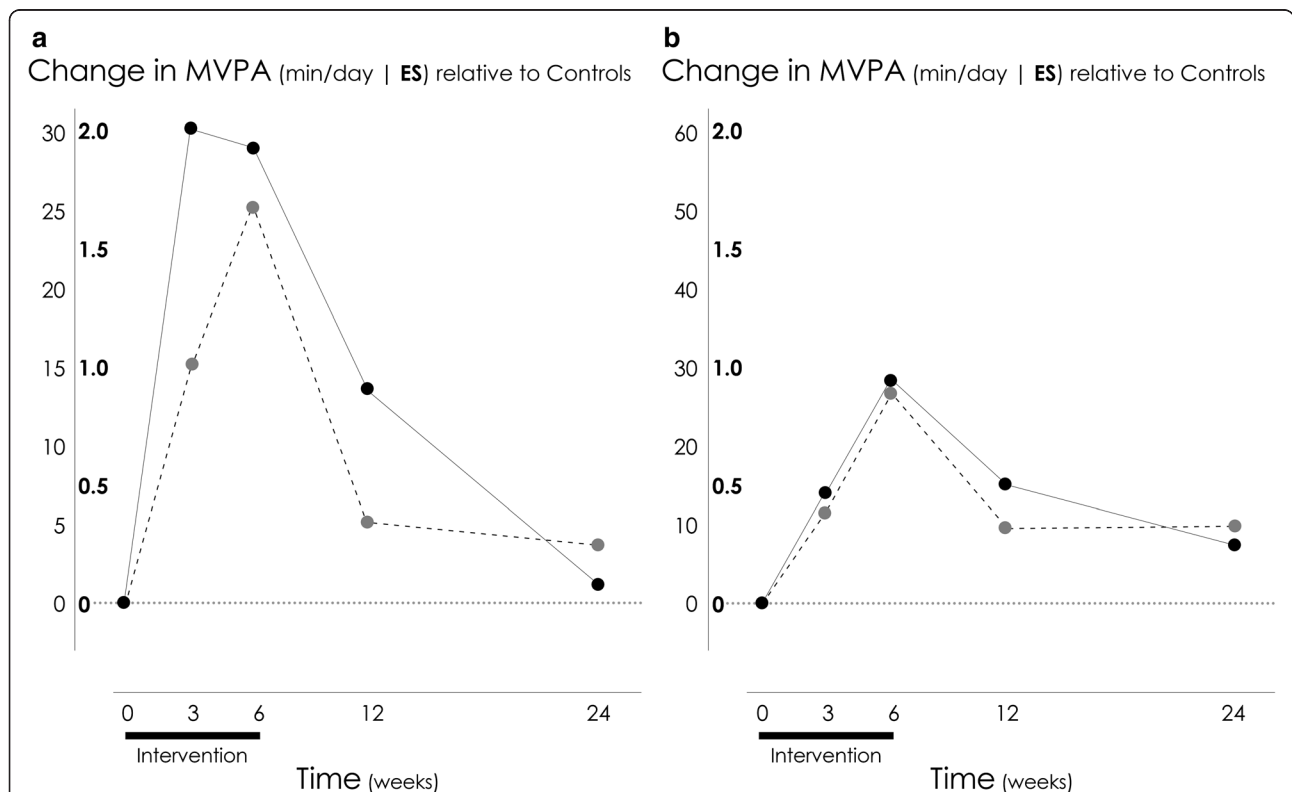 a
Change in MVPA (min/day | ES) relative to Controls
30 2.0
25
1.5
20
15 1.0
10
0.5
5
0 0
0 3 6 12 24
Intervention
Time (weeks)
b
Change in MVPA (min/day | ES) relative to Controls
60 2.0
50
1.5
40
30 1.0
20
0.5
10
0 0
0 3 6 12 24
Intervention
Time (weeks)